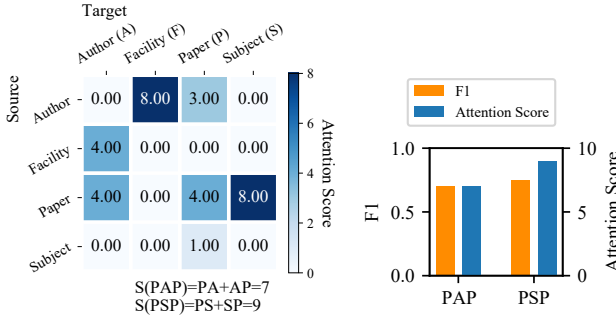 Target
Author (A)
Facility (F)
Paper (P)
Subject (S)
Source
Author
0.00 8.00 3.00 0.00
Facility
4.00 0.00 0.00 0.00
Paper
4.00 0.00 4.00 8.00
Subject
0.00 0.00 1.00 0.00
8
6
4
2
0
Attention Score
S(PAP)=PA+AP=7
S(PSP)=PS+SP=9
F1
Attention Score
1.0
0.5
0.0
F1
10
5
0
Attention Score
PAP PSP